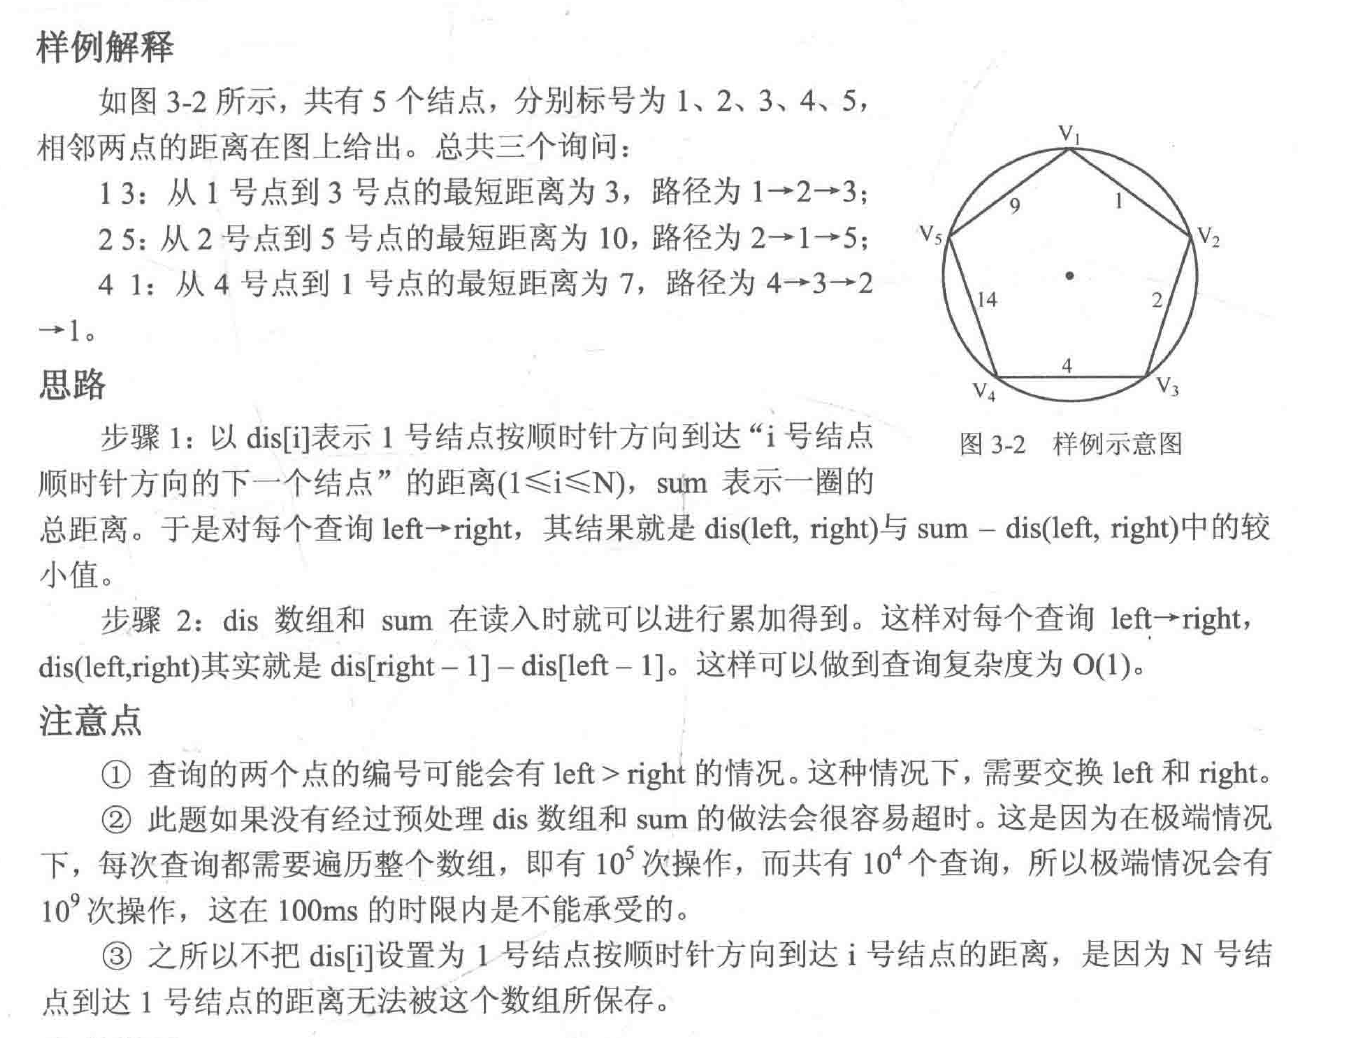 样例解释
如图 3-2 所示，共有 5 个结点，分别标号为 1、2、3、4、5，
相邻两点的距离在图上给出。总共三个询问：
1 3：从 1 号点到 3 号点的最短距离为 3，路径为 1→2→3；
2 5：从 2 号点到 5 号点的最短距离为 10，路径为 2→1→5；
4 1：从 4 号点到 1 号点的最短距离为 7，路径为 4→3→2
→1。
V₁
9
1
V₅
V₂
14
2
4
V₄
V₃
图 3-2 样例示意图
思路
步骤 1：以 dis[i]表示 1 号结点按顺时针方向到达“i 号结点
顺时针方向的下一个结点”的距离(1≤i≤N)，sum 表示一圈的
总距离。于是对每个查询 left→right，其结果就是 dis(left, right)与 sum – dis(left, right)中的较
小值。
步骤 2：dis 数组和 sum 在读入时就可以进行累加得到。这样对每个查询 left→right，
dis(left,right)其实就是 dis[right – 1] – dis[left – 1]。这样可以做到查询复杂度为 O(1)。
注意点
① 查询的两个点的编号可能会有 left > right 的情况。这种情况下，需要交换 left 和 right。
② 此题如果没有经过预处理 dis 数组和 sum 的做法会很容易超时。这是因为在极端情况
下，每次查询都需要遍历整个数组，即有 10⁵ 次操作，而共有 10⁴ 个查询，所以极端情况会有
10⁹ 次操作，这在 100ms 的时限内是不能承受的。
③ 之所以不把 dis[i]设置为 1 号结点按顺时针方向到达 i 号结点的距离，是因为 N 号结
点到达 1 号结点的距离无法被这个数组所保存。